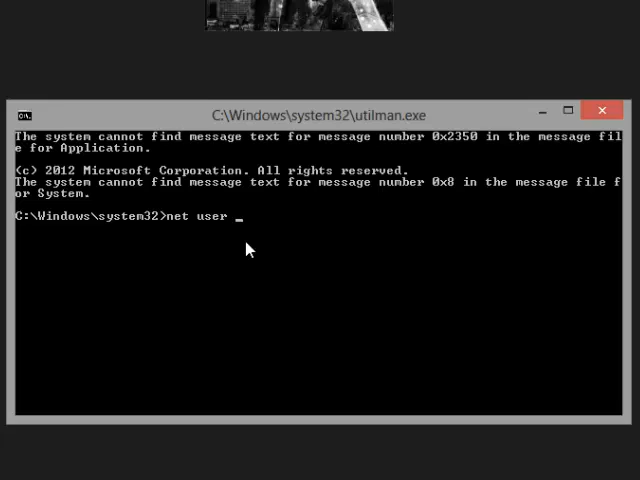 C:\Windows\system32\utilman.exe
The system cannot find message text for message number 0x2350 in the message fil
e for Application.
(c) 2012 Microsoft Corporation. All rights reserved.
The system cannot find message text for message number 0x8 in the message file f
or System.
C:\Windows\system32>net user _